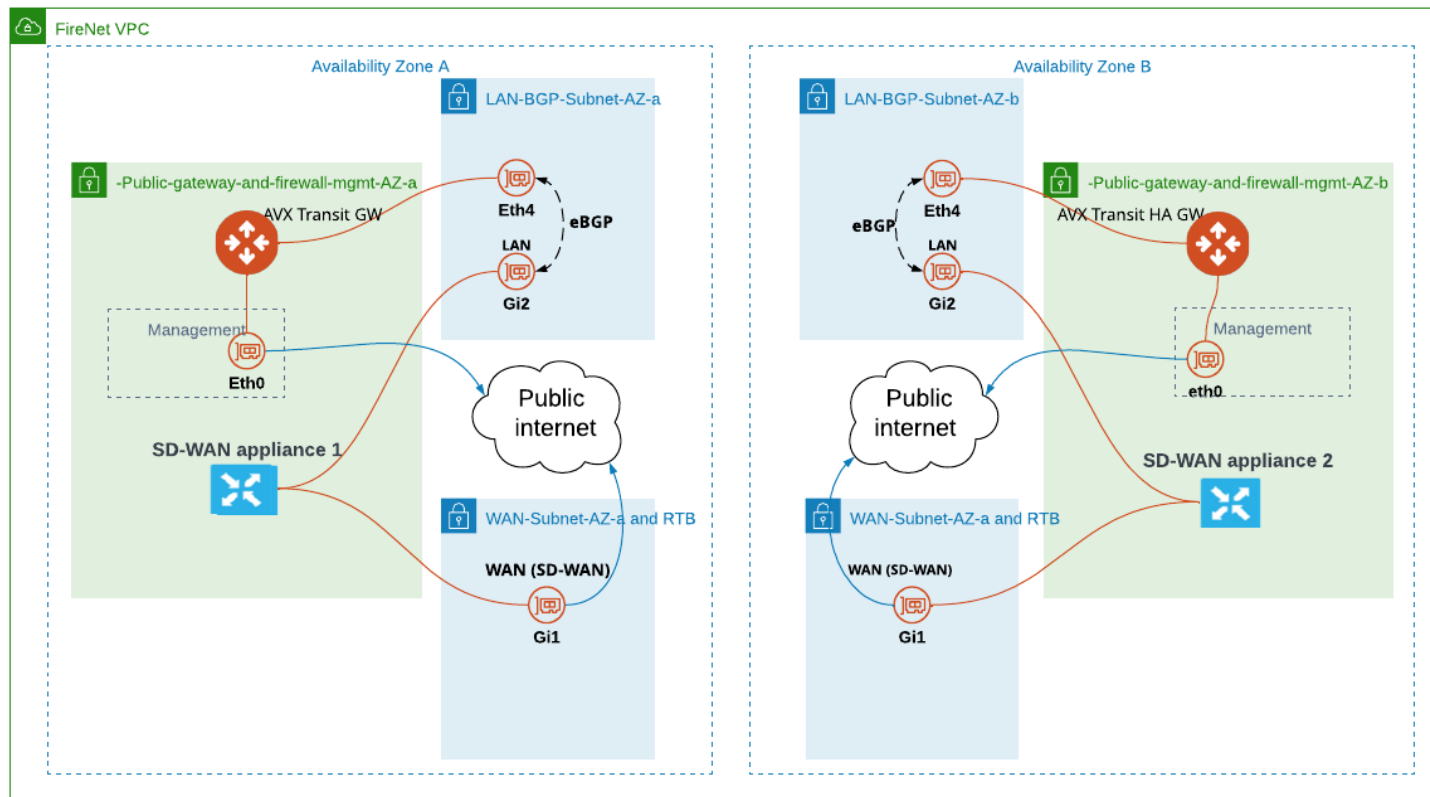 FireNet VPC
Availability Zone A
LAN-BGP-Subnet-AZ-a
-Public-gateway-and-firewall-mgmt-AZ-a
AVX Transit GW
Eth4
eBGP
LAN
Gi2
Management
Eth0
Public
internet
SD-WAN appliance 1
WAN-Subnet-AZ-a and RTB
WAN (SD-WAN)
Gi1
Availability Zone B
LAN-BGP-Subnet-AZ-b
-Public-gateway-and-firewall-mgmt-AZ-b
AVX Transit HA GW
Eth4
eBGP
LAN
Gi2
Management
eth0
Public
internet
SD-WAN appliance 2
WAN-Subnet-AZ-a and RTB
WAN (SD-WAN)
Gi1